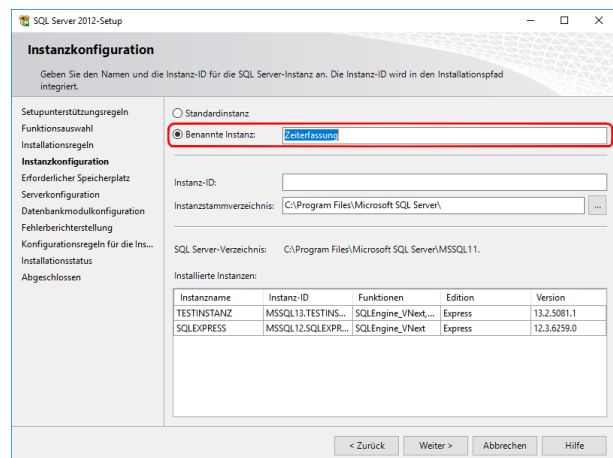 SQL Server 2012-Setup
Instanzkonfiguration
Geben Sie den Namen und die Instanz-ID für die SQL Server-Instanz an. Die Instanz-ID wird in den Installationspfad
integriert.
Setupunterstützungsregeln
Funktionsauswahl
Installationsregeln
Instanzkonfiguration
Erforderlicher Speicherplatz
Serverkonfiguration
Datenbankmodulkonfiguration
Fehlerberichterstellung
Konfigurationsregeln für die Ins...
Installationsstatus
Abgeschlossen
Standardinstanz
Benannte Instanz: Zeiterfassung
Instanz-ID:
Instanzstammverzeichnis: C:\Program Files\Microsoft SQL Server\ ...
SQL Server-Verzeichnis: C:\Program Files\Microsoft SQL Server\MSSQL11.
Installierte Instanzen:
Instanzname Instanz-ID Funktionen Edition Version
TESTINSTANZ MSSQL13.TESTINS... SQLEngine_VNext,... Express 13.2.5081.1
SQLEXPRESS MSSQL12.SQLEXPR... SQLEngine_VNext Express 12.3.6259.0
< Zurück Weiter > Abbrechen Hilfe